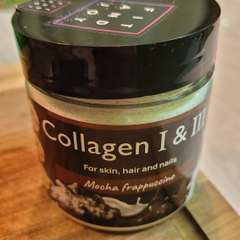 Collagen I & III
For skin, hair and nails
Mocha frappuccino